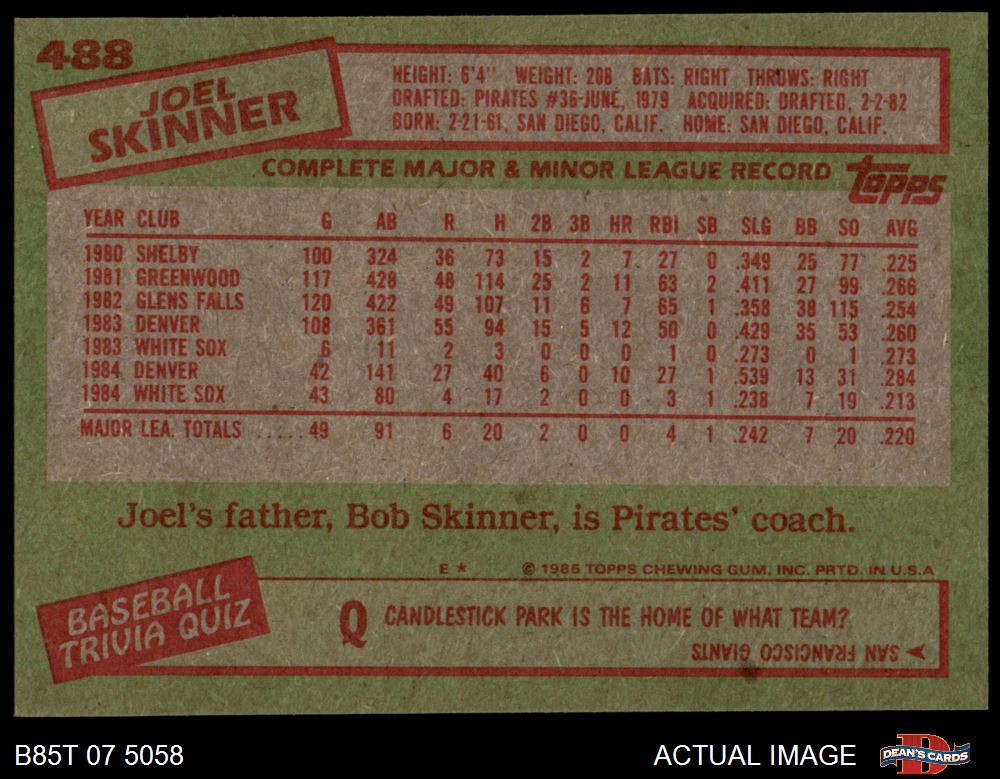 488
JOEL
SKINNER
HEIGHT: 6'4" WEIGHT: 208 BATS: RIGHT THROWS: RIGHT
DRAFTED: PIRATES #36-JUNE, 1979 ACQUIRED: DRAFTED, 2-2-82
BORN: 2-21-61, SAN DIEGO, CALIF. HOME: SAN DIEGO, CALIF.
COMPLETE MAJOR & MINOR LEAGUE RECORD topps
YEAR CLUB G AB R H 2B 3B HR RBI SB SLG BB SO AVG
1980 SHELBY 100 324 36 73 15 2 7 27 0 .349 25 77 .225
1981 GREENWOOD 117 428 48 114 25 2 11 63 2 .411 27 99 .266
1982 GLENS FALLS 120 422 49 107 11 6 7 65 1 .358 38 115 .254
1983 DENVER 108 361 55 94 15 5 12 50 0 .429 35 53 .260
1983 WHITE SOX 6 11 2 3 0 0 0 1 0 .273 0 1 .273
1984 DENVER 42 141 27 40 6 0 10 27 1 .539 13 31 .284
1984 WHITE SOX 43 80 4 17 2 0 0 3 1 .238 7 19 .213
MAJOR LEA. TOTALS .....49 91 6 20 2 0 0 4 1 .242 7 20 .220
Joel's father, Bob Skinner, is Pirates' coach.
E * © 1985 TOPPS CHEWING GUM, INC. PRTD. IN U.S.A
BASEBALL
TRIVIA QUIZ
Q CANDLESTICK PARK IS THE HOME OF WHAT TEAM?
SAN FRANCISCO GIANTS
B85T 07 5058 ACTUAL IMAGE DEAN'S CARDS